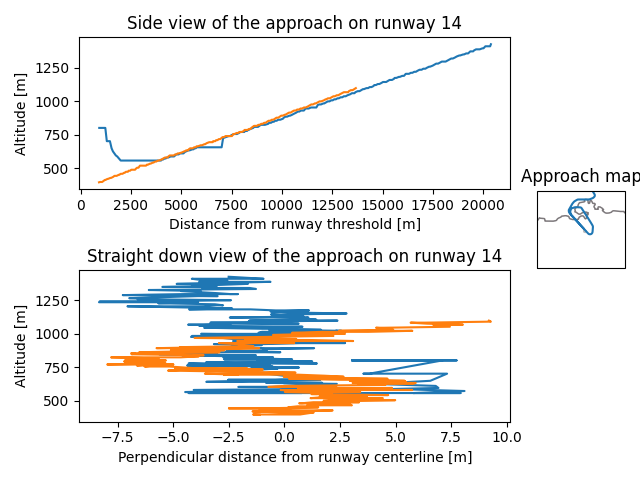 Side view of the approach on runway 14
1250
1000
750
500
Altitude [m]
0 2500 5000 7500 10000 12500 15000 17500 20000
Distance from runway threshold [m]
Approach map
Straight down view of the approach on runway 14
1250
1000
750
500
Altitude [m]
−7.5 −5.0 −2.5 0.0 2.5 5.0 7.5 10.0
Perpendicular distance from runway centerline [m]